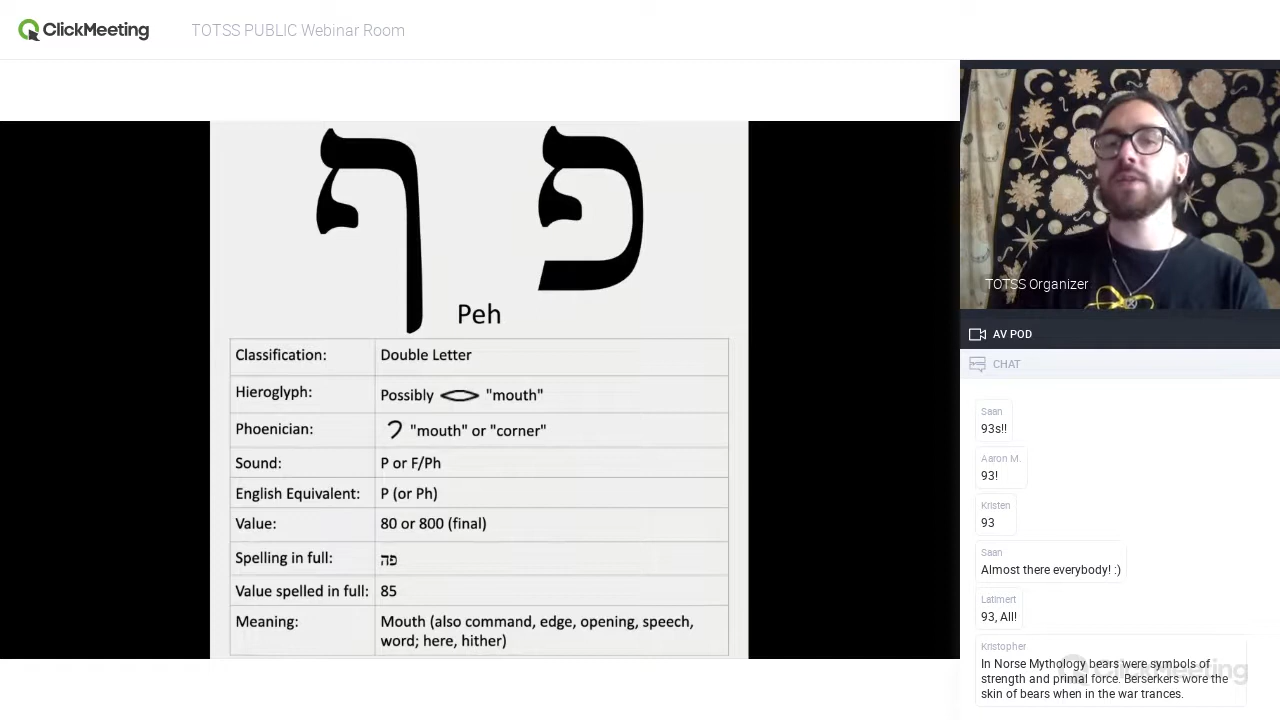 ClickMeeting
TOTSS PUBLIC Webinar Room
ף פ
Peh
Classification: Double Letter
Hieroglyph: Possibly "mouth"
Phoenician: "mouth" or "corner"
Sound: P or F/Ph
English Equivalent: P (or Ph)
Value: 80 or 800 (final)
Spelling in full: פה
Value spelled in full: 85
Meaning: Mouth (also command, edge, opening, speech,
word; here, hither)
TOTSS Organizer
AV POD
CHAT
Saan
93s!!
Aaron M.
93!
Kristen
93
Saan
Almost there everybody! :)
Latimert
93, All!
Kristopher
In Norse Mythology bears were symbols of
strength and primal force. Berserkers wore the
skin of bears when in the war trances.
ClickMeeting